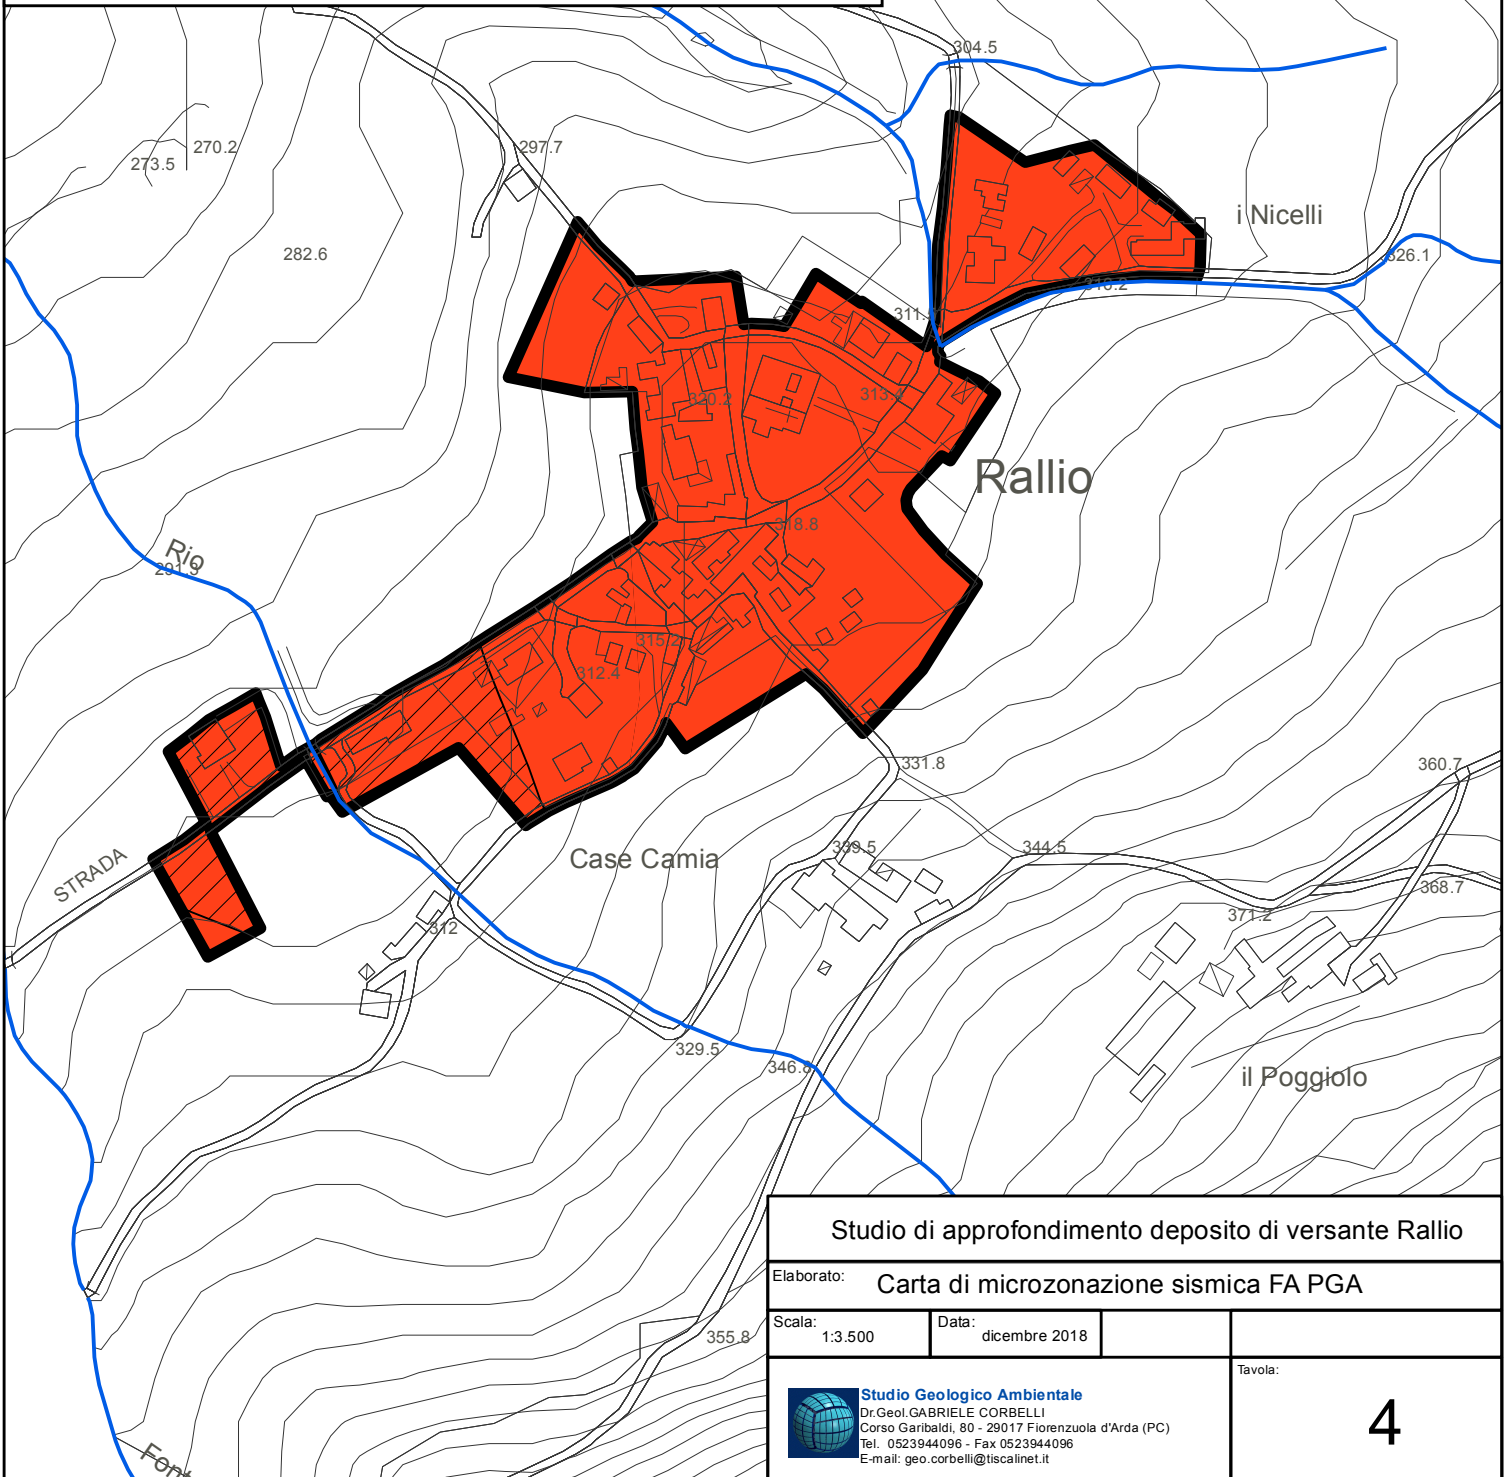 304.5
270.2
273.5
297.7
i Nicelli
282.6
326.1
320.2
313.4
Rallio
318.8
Rio
291.3
315.2
312.4
331.8
360.7
STRADA
Case Camia
339.5
344.5
368.7
371.2
312
329.5
346.8
il Poggiolo
355.8
Studio di approfondimento deposito di versante Rallio
Elaborato: Carta di microzonazione sismica FA PGA
Scala: 1:3.500
Data: dicembre 2018
Studio Geologico Ambientale
Dr.Geol.GABRIELE CORBELLI
Corso Garibaldi, 80 - 29017 Fiorenzuola d'Arda (PC)
Tel. 0523944096 - Fax 0523944096
E-mail: geo.corbelli@tiscalinet.it
Tavola:
4